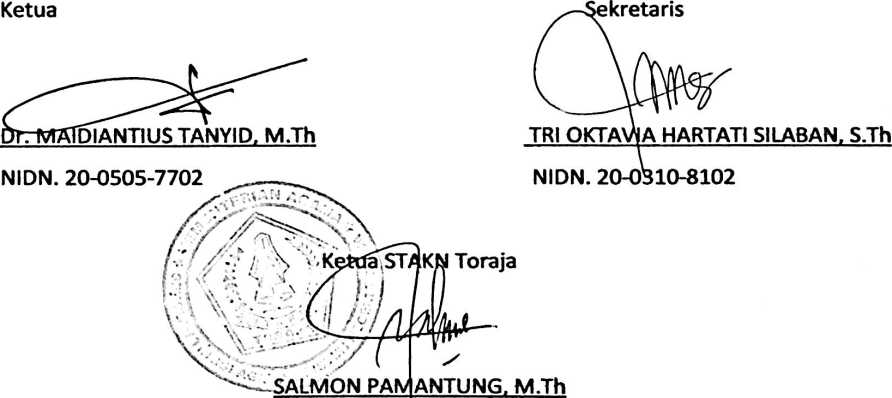 Ketua
Sekretaris
Dr. MAIDIANTIUS TANYID, M.Th
TRI OKTAVIA HARTATI SILABAN, S.Th
NIDN. 20-0505-7702
NIDN. 20-0310-8102
Ketua STAKN Toraja
SALMON PAMANTUNG, M.Th